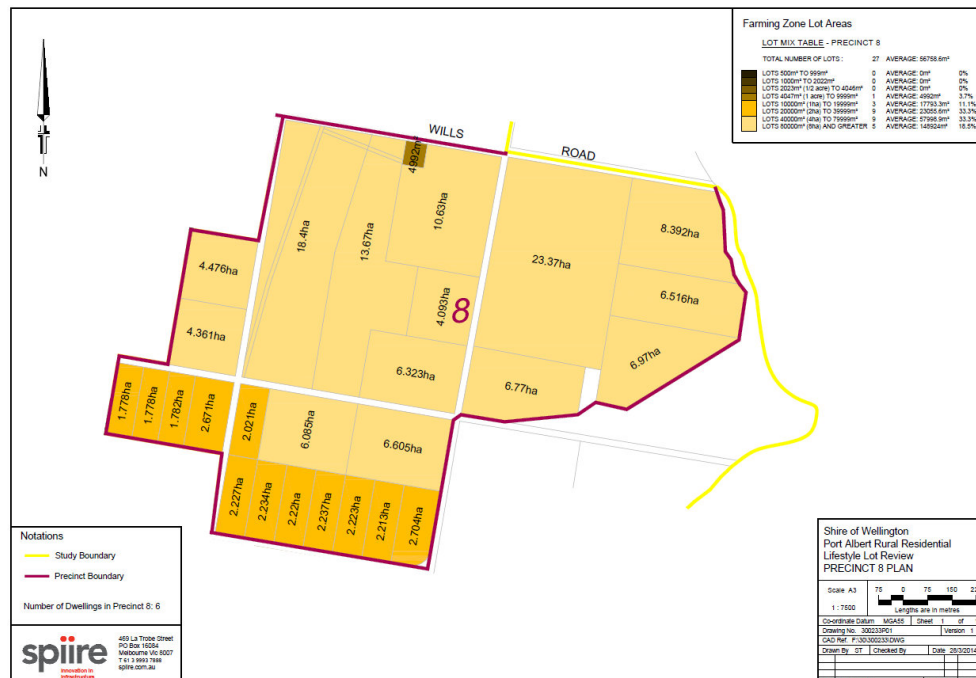 Farming Zone Lot Areas
LOT MIX TABLE - PRECINCT 8
TOTAL NUMBER OF LOTS : 27 AVERAGE: 56758.6m²
LOTS 500m² TO 999m² 0 AVERAGE: 0m² 0%
LOTS 1000m² TO 2022m² 0 AVERAGE: 0m² 0%
LOTS 2023m² (1/2 acre) TO 4046m² 0 AVERAGE: 0m² 0%
LOTS 4047m² (1 acre) TO 9999m² 1 AVERAGE: 4992m² 3.7%
LOTS 10000m² (1ha) TO 19999m² 3 AVERAGE: 17793.3m² 11.1%
LOTS 20000m² (2ha) TO 39999m² 9 AVERAGE: 23055.6m² 33.3%
LOTS 40000m² (4ha) TO 79999m² 9 AVERAGE: 57998.9m² 33.3%
LOTS 80000m² (8ha) AND GREATER 5 AVERAGE: 148924m² 18.5%
N
WILLS
ROAD
4992m²
18.4ha
13.67ha
10.63ha
8.392ha
23.37ha
4.476ha
6.516ha
4.093ha
8
4.361ha
6.97ha
6.323ha
6.77ha
1.778ha
1.778ha
1.782ha
2.671ha
2.021ha
6.085ha
6.605ha
2.227ha
2.234ha
2.22ha
2.237ha
2.223ha
2.213ha
2.704ha
Notations
Study Boundary
Precinct Boundary
Number of Dwellings in Precinct 8: 6
spiire
innovation in
infrastructure
469 La Trobe Street
PO Box 16084
Melbourne Vic 8007
T 61 3 9993 7888
spiire.com.au
Shire of Wellington
Port Albert Rural Residential
Lifestyle Lot Review
PRECINCT 8 PLAN
Scale A3
1 : 7500
75 0 75 150
Lengths are in metres
Co-ordinate Datum MGA55 Sheet 1 of
Drawing No. 300233P01 Version 1
CAD Ref. F:\30\300233\DWG
Drawn By ST Checked By Date 28/3/2014